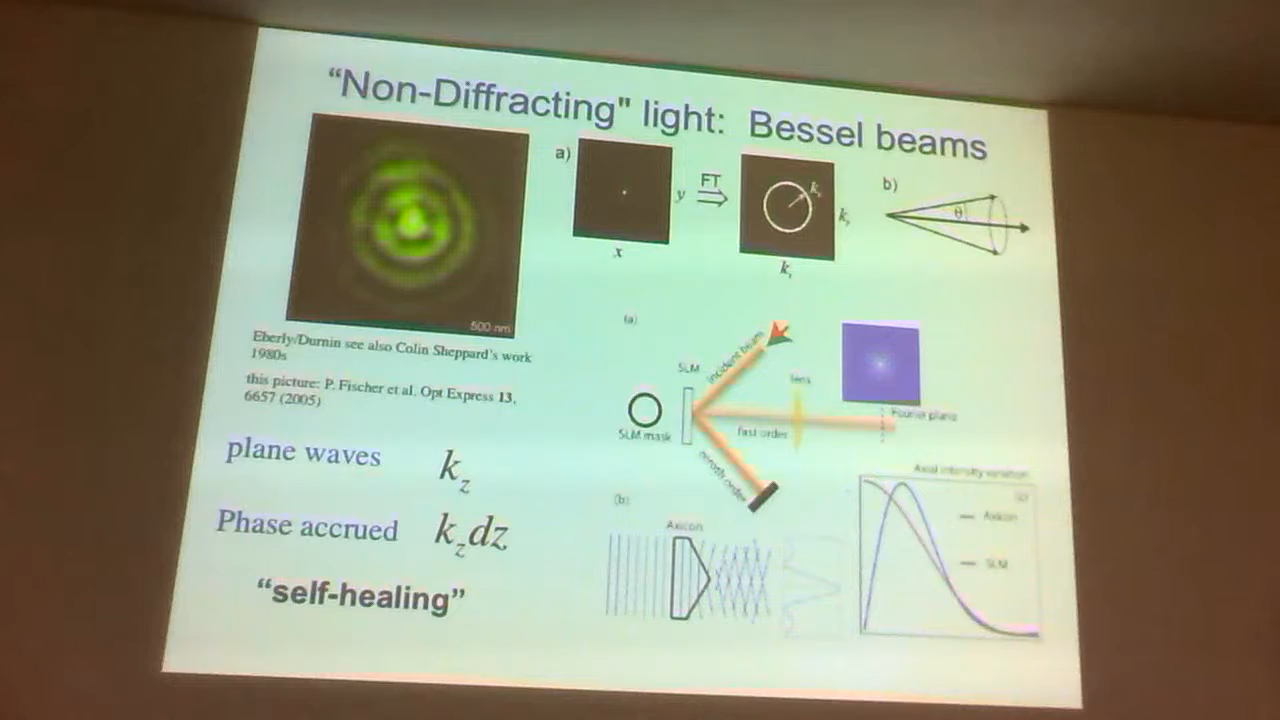 “Non-Diffracting" light: Bessel beams
500 nm
Eberly/Durnin see also Colin Sheppard's work
1980s
this picture: P. Fischer et al, Opt Express 13,
6657 (2005)
plane waves k_z
Phase accrued k_z dz
“self-healing”
a)
y
x
FT
b)
θ
(a)
SLM
incident beam
lens
SLM mask
first order
Fourier plane
zeroth order
(b)
Axicon
Axial intensity variation
Axicon
SLM